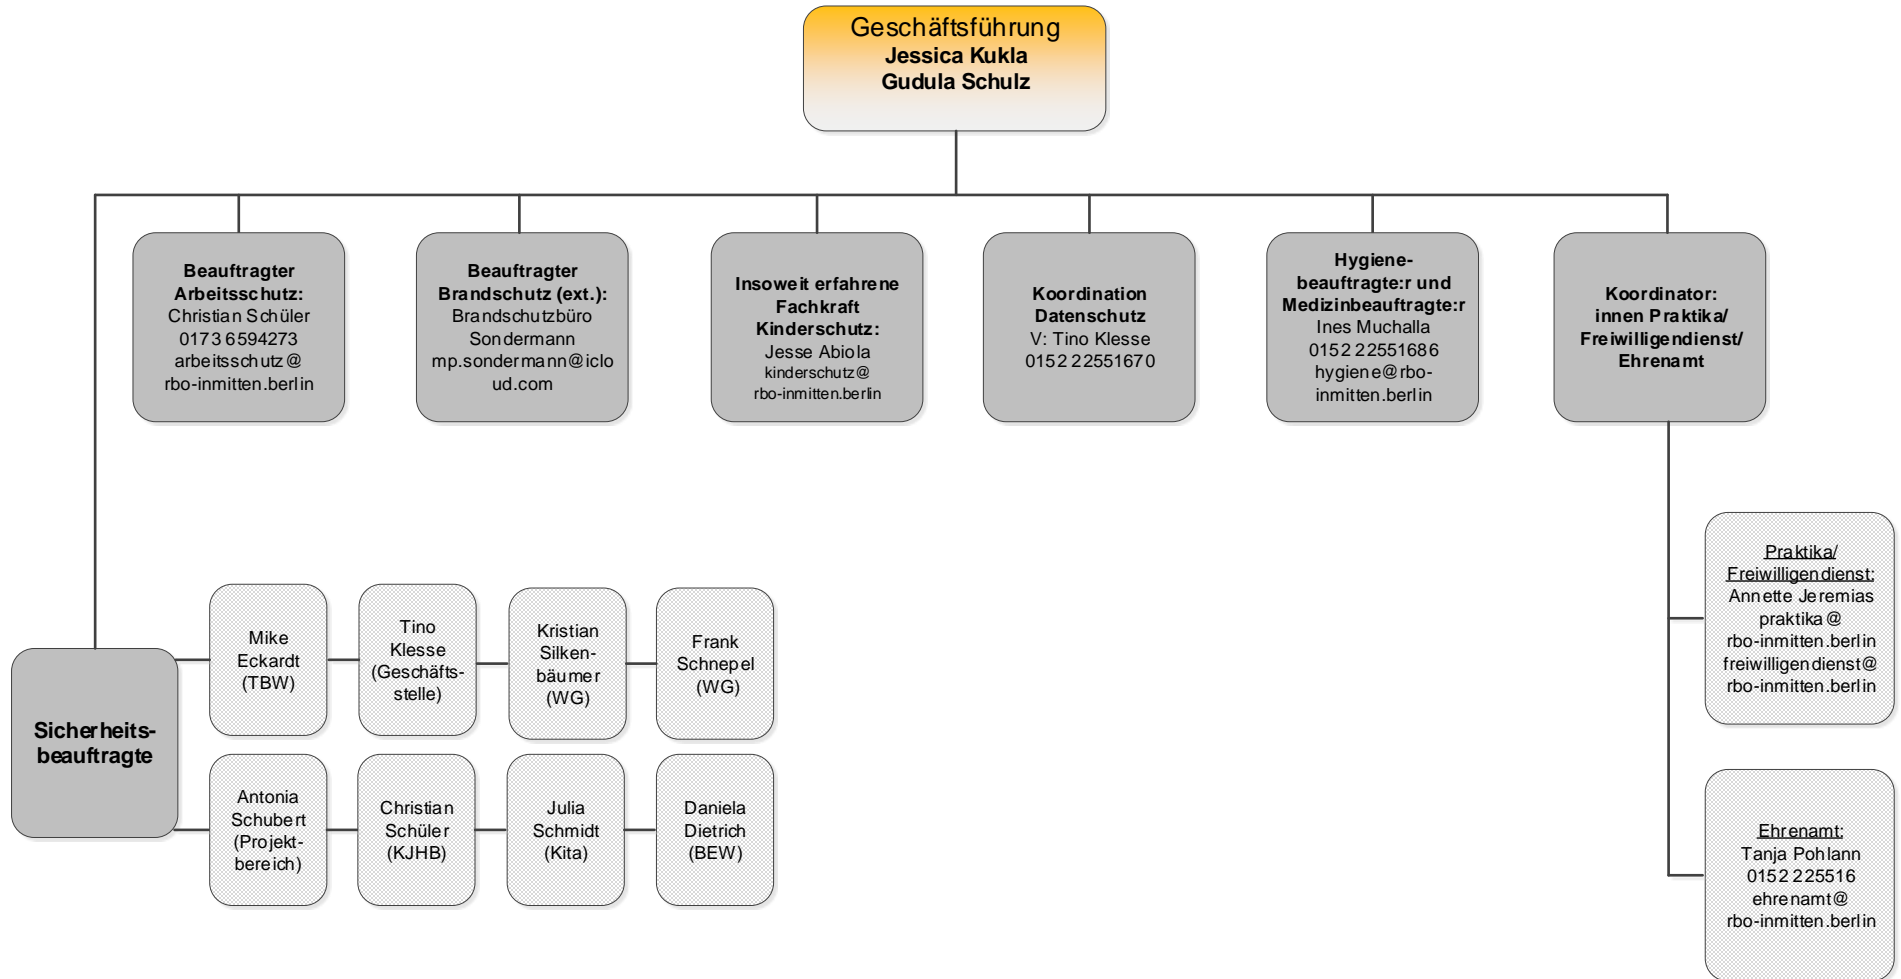 Geschäftsführung
Jessica Kukla
Gudula Schulz
Beauftragter
Arbeitsschutz:
Christian Schüler
0173 6594273
arbeitsschutz@
rbo-inmitten.berlin
Beauftragter
Brandschutz (ext.):
Brandschutzbüro
Sondermann
mp.sondermann@iclo
ud.com
Insoweit erfahrene
Fachkraft
Kinderschutz:
Jesse Abiola
kinderschutz@
rbo-inmitten.berlin
Koordination
Datenschutz
V: Tino Klesse
0152 22551670
Hygiene-
beauftragte:r und
Medizinbeauftragte:r
Ines Muchalla
0152 22551686
hygiene@rbo-
inmitten.berlin
Koordinator:
innen Praktika/
Freiwilligendienst/
Ehrenamt
Praktika/
Freiwilligendienst:
Annette Jeremias
praktika@
rbo-inmitten.berlin
freiwilligendienst@
rbo-inmitten.berlin
Ehrenamt:
Tanja Pohlann
0152 225516
ehrenamt@
rbo-inmitten.berlin
Sicherheits-
beauftragte
Mike
Eckardt
(TBW)
Tino
Klesse
(Geschäfts-
stelle)
Kristian
Silken-
bäumer
(WG)
Frank
Schnepel
(WG)
Antonia
Schubert
(Projekt-
bereich)
Christian
Schüler
(KJHB)
Julia
Schmidt
(Kita)
Daniela
Dietrich
(BEW)